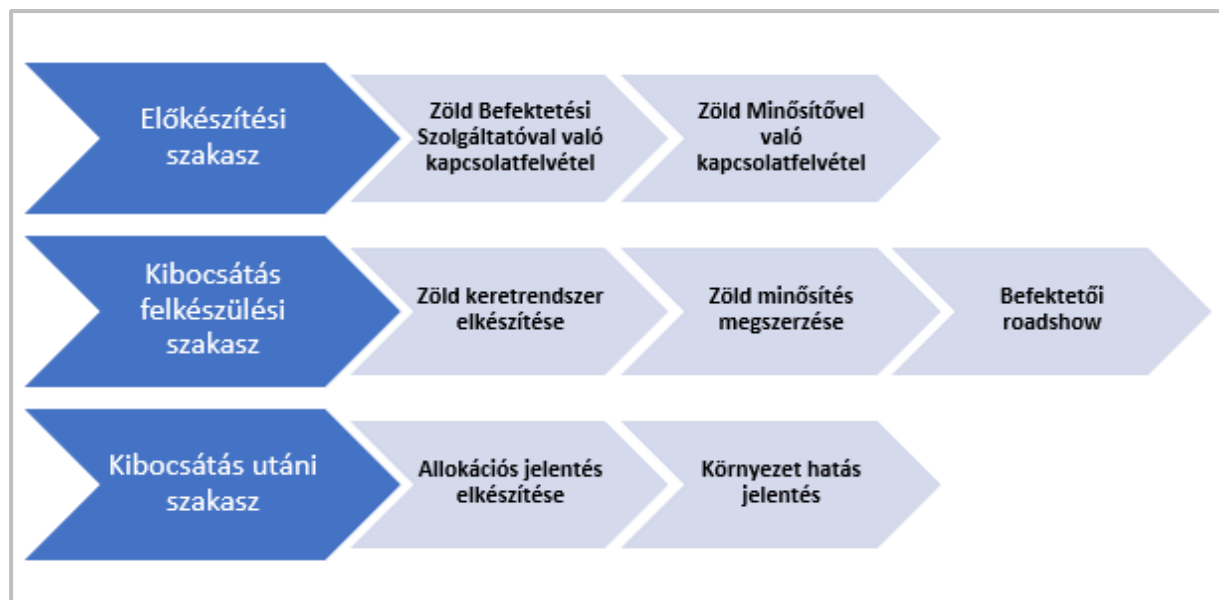 Előkészítési
szakasz
Zöld Befektetési
Szolgáltatóval való
kapcsolatfelvétel
Zöld Minősítővel
való
kapcsolatfelvétel
Kibocsátás
felkészülési
szakasz
Zöld keretrendszer
elkészítése
Zöld minősítés
megszerzése
Befektetői
roadshow
Kibocsátás utáni
szakasz
Allokációs jelentés
elkészítése
Környezet hatás
jelentés